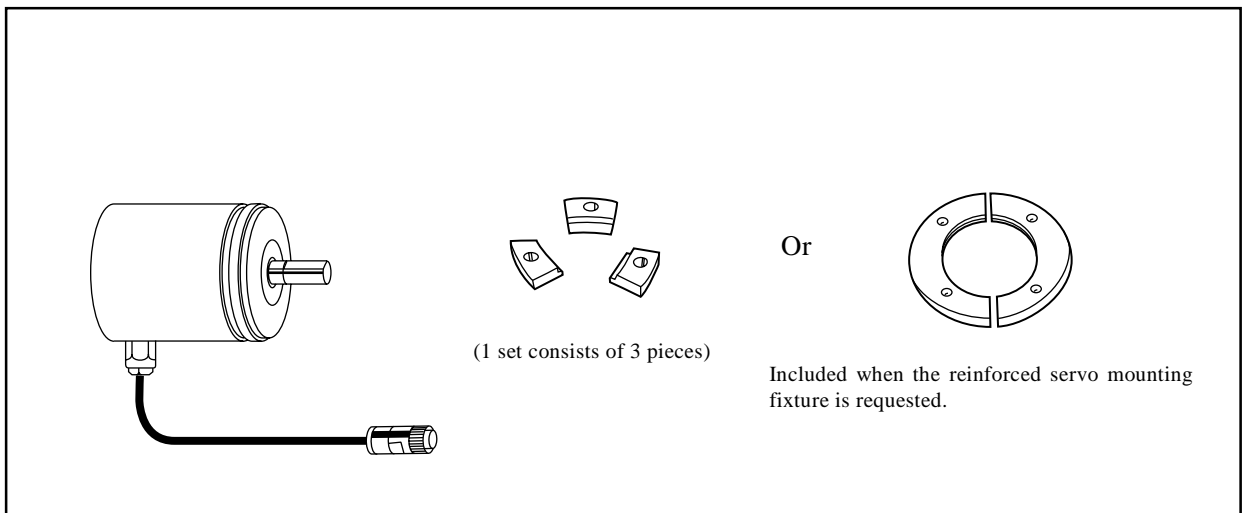 Or
(1 set consists of 3 pieces)
Included when the reinforced servo mounting
fixture is requested.